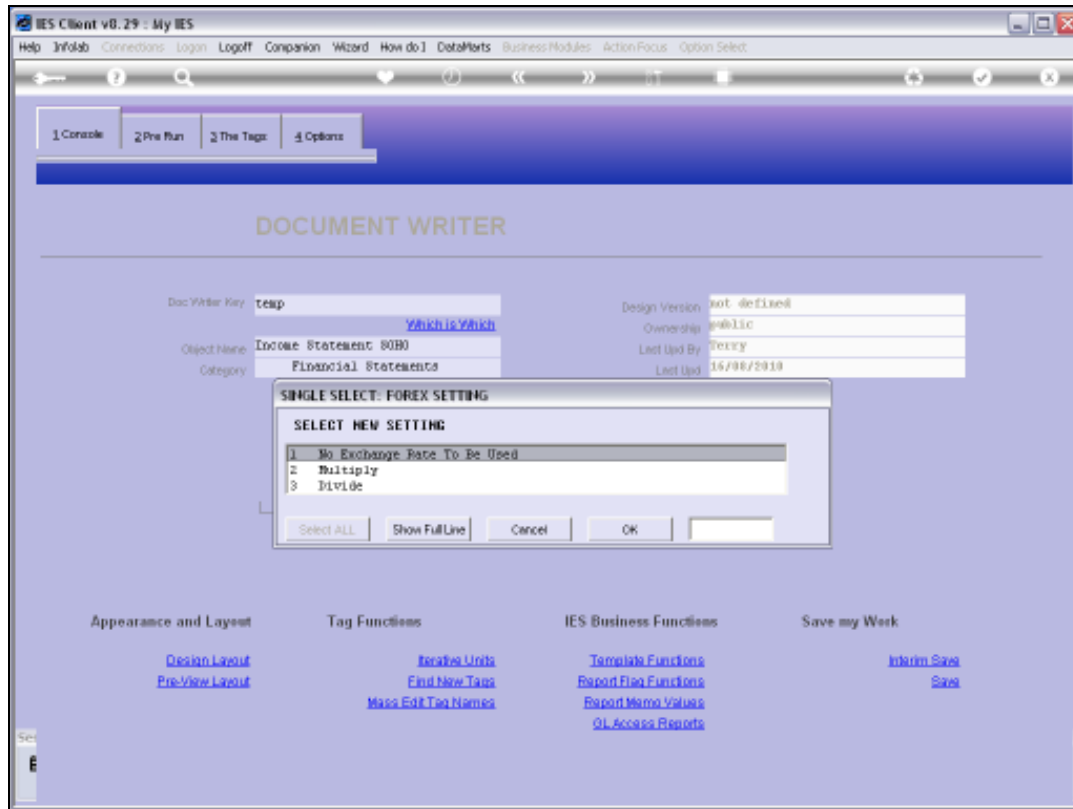 IES Client v8.29 : My IES
Help Infolab Connections Logon Logoff Companion Wizard How do I DataMarts Business Modules Action Focus Option Select
1 Console 2 Pre Run 3 The Tags 4 Options
DOCUMENT WRITER
Doc Writer Key temp Design Version not defined
Which is Which Ownership public
Object Name Income Statement SOHO Last Upd By Terry
Category Financial Statements Last Upd 16/08/2010
SINGLE SELECT: FOREX SETTING
SELECT NEW SETTING
1 No Exchange Rate To Be Used
2 Multiply
3 Divide
Select ALL Show Full Line Cancel OK
Appearance and Layout Tag Functions IES Business Functions Save my Work
Design Layout Iterative Units Template Functions Interim Save
Pre-View Layout Find New Tags Report Flag Functions Save
Mass Edit Tag Names Report Memo Values
GL Access Reports